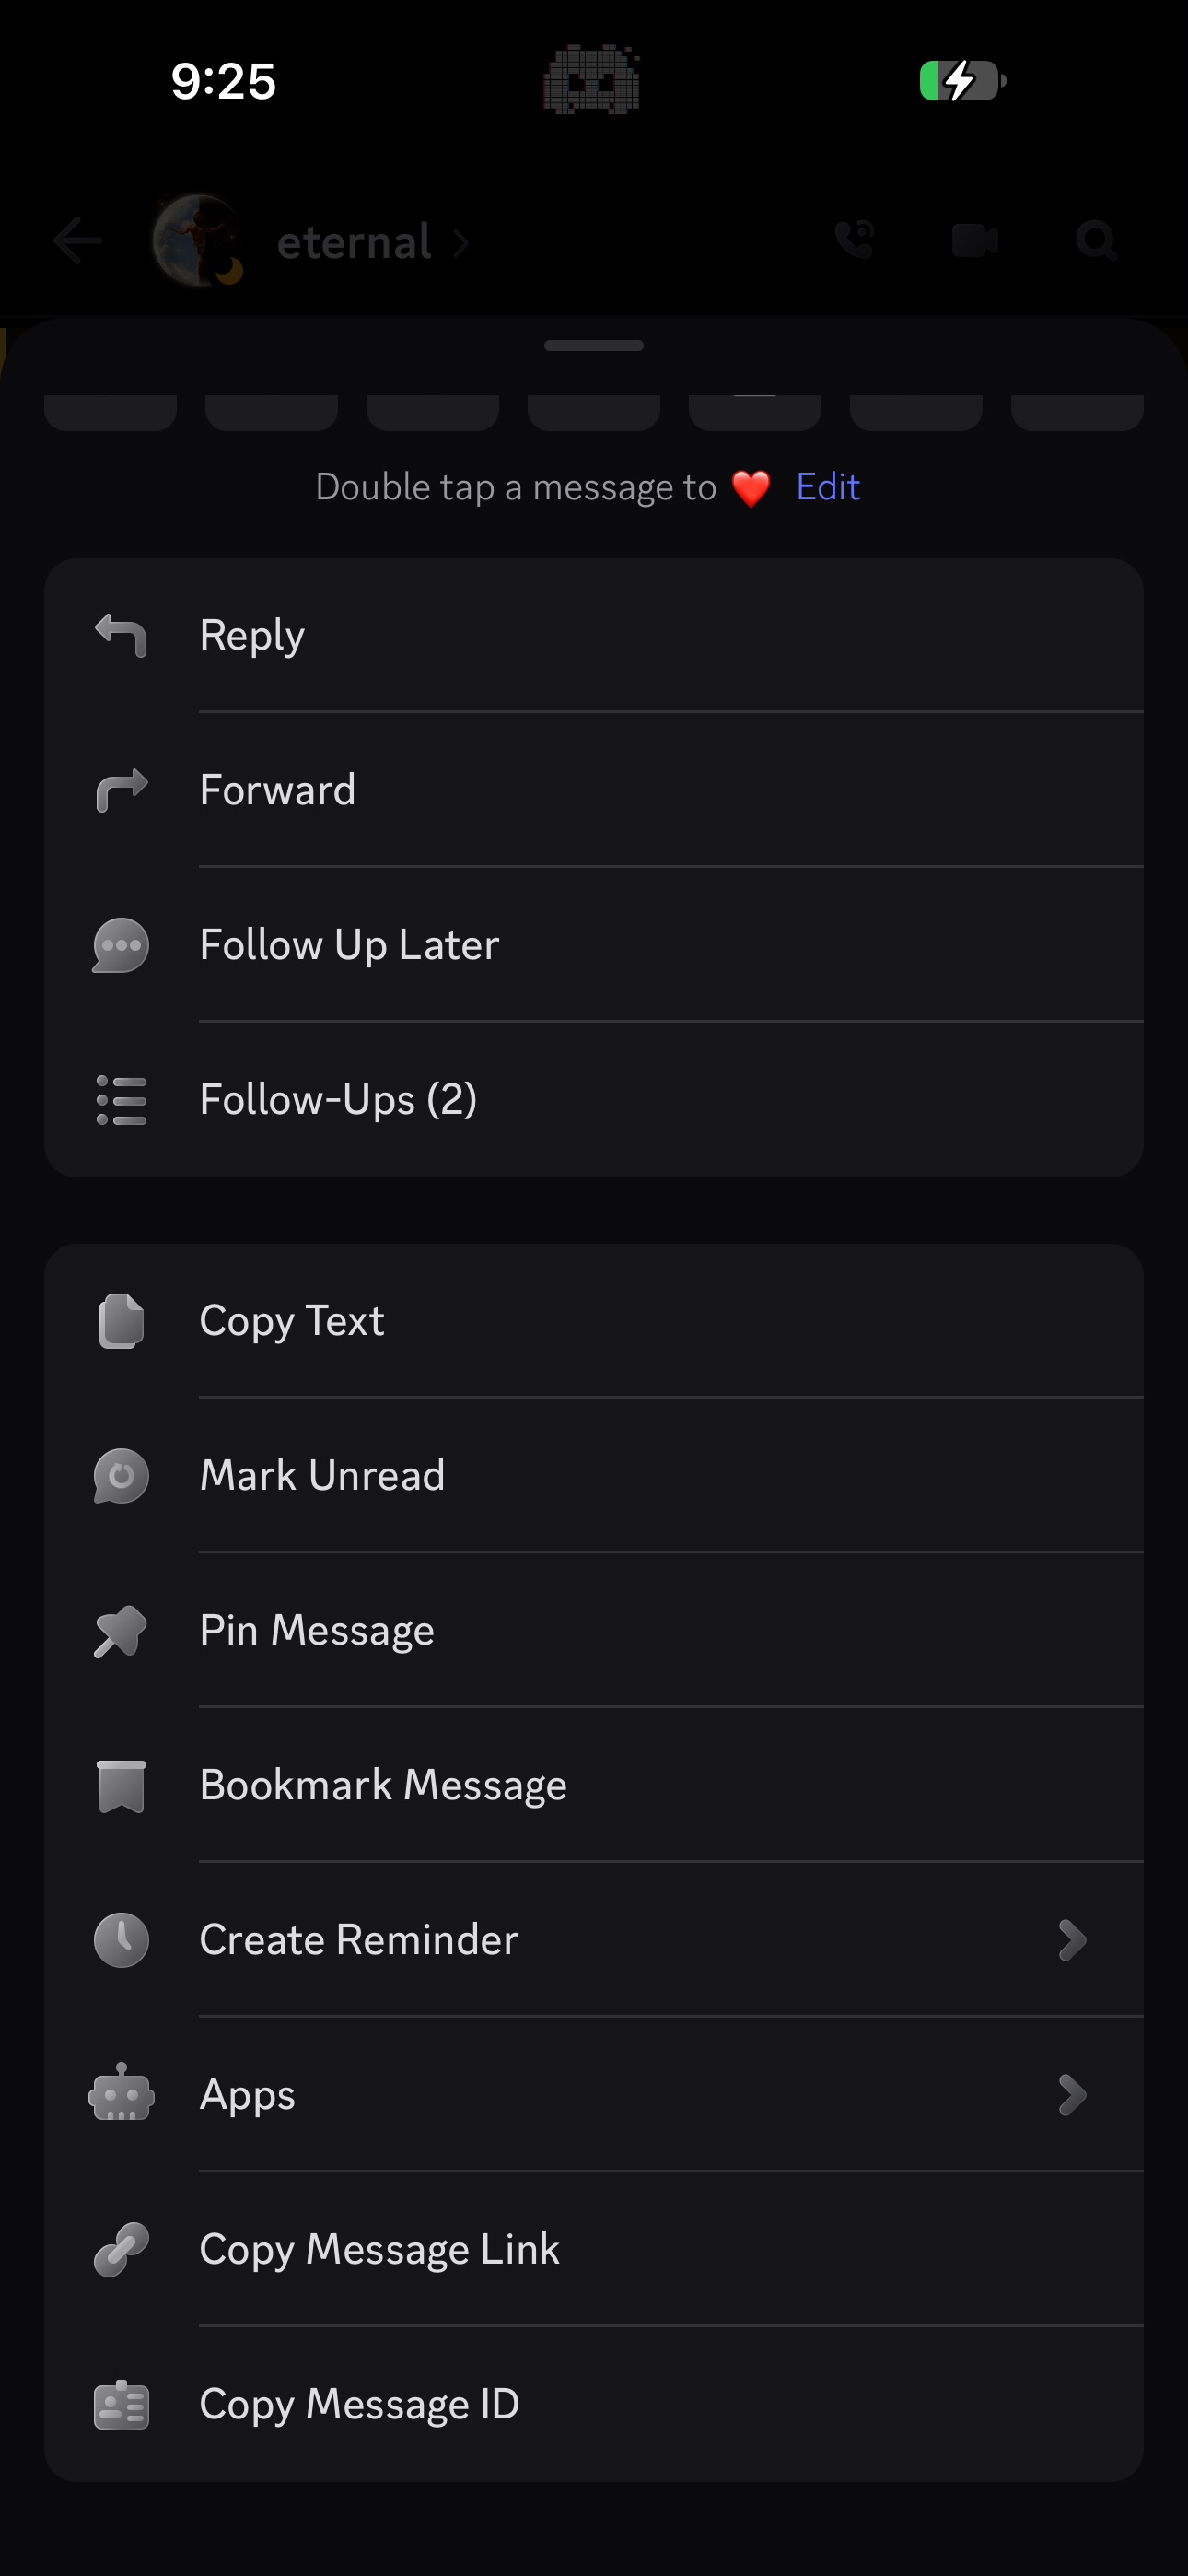 9:25
eternal
Double tap a message to ❤️ Edit
Reply
Forward
Follow Up Later
Follow-Ups (2)
Copy Text
Mark Unread
Pin Message
Bookmark Message
Create Reminder
Apps
Copy Message Link
Copy Message ID